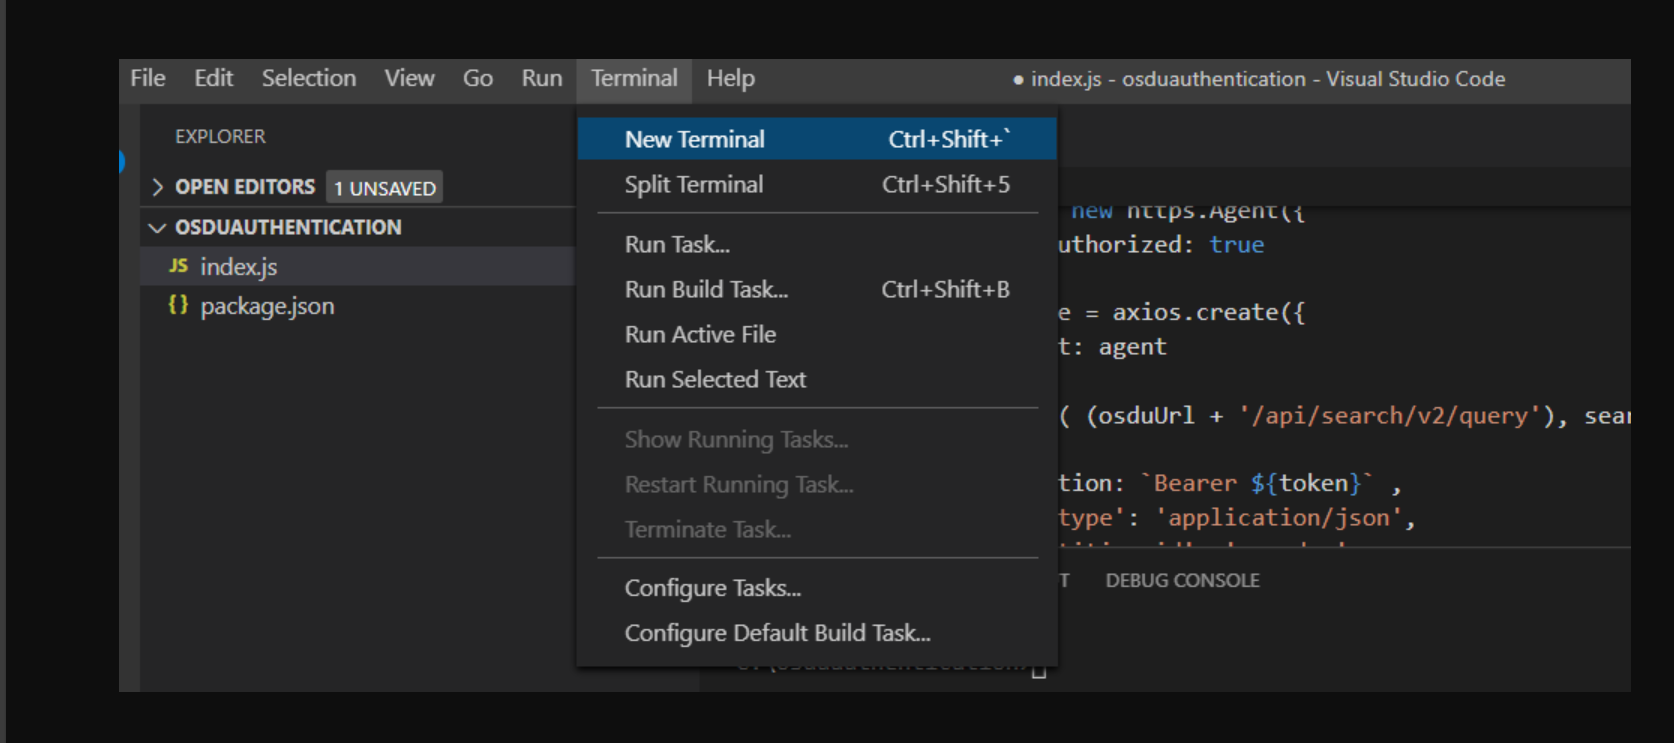 File Edit Selection View Go Run Terminal Help ● index.js - osduauthentication - Visual Studio Code
EXPLORER
OPEN EDITORS 1 UNSAVED
OSDUAUTHENTICATION
JS index.js
{} package.json
New Terminal Ctrl+Shift+`
Split Terminal Ctrl+Shift+5
Run Task...
Run Build Task... Ctrl+Shift+B
Run Active File
Run Selected Text
Show Running Tasks...
Restart Running Task...
Terminate Task...
Configure Tasks...
Configure Default Build Task...
new https.Agent({
uthorized: true
e = axios.create({
t: agent
( (osduUrl + '/api/search/v2/query'), sear
tion: `Bearer ${token}` ,
type': 'application/json',
T DEBUG CONSOLE